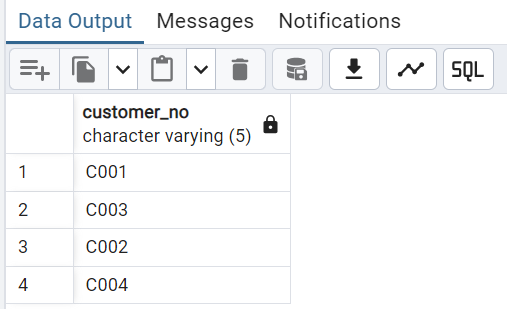 Data Output Messages Notifications
SQL
customer_no
character varying (5)
1 C001
2 C003
3 C002
4 C004